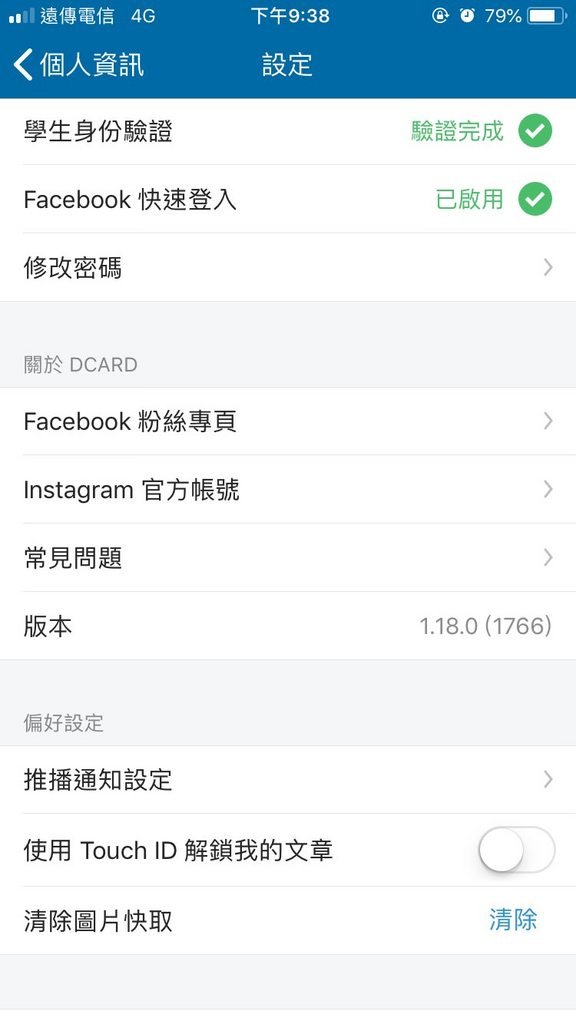 遠傳電信 4G 下午9:38 79%
個人資訊 設定
學生身份驗證 驗證完成
Facebook 快速登入 已啟用
修改密碼
關於 DCARD
Facebook 粉絲專頁
Instagram 官方帳號
常見問題
版本 1.18.0 (1766)
偏好設定
推播通知設定
使用 Touch ID 解鎖我的文章
清除圖片快取 清除